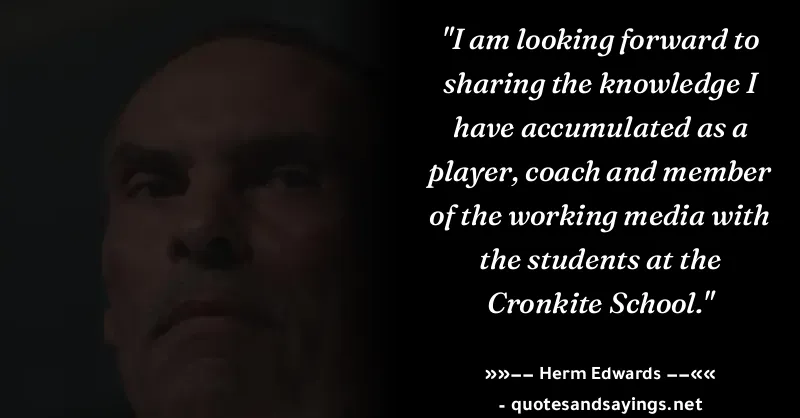 "I am looking forward to
sharing the knowledge I
have accumulated as a
player, coach and member
of the working media with
the students at the
Cronkite School."
»»−− Herm Edwards −−««
- quotesandsayings.net